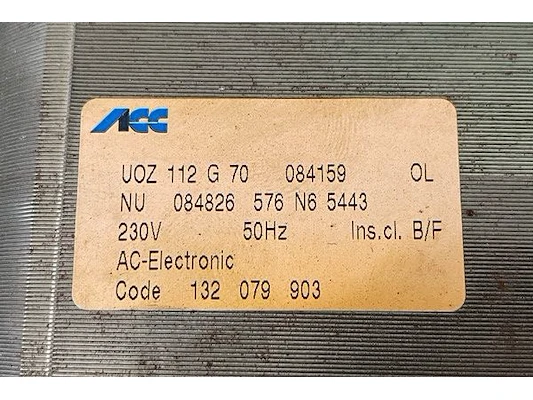 ACC
UOZ 112 G 70 084159 OL
NU 084826 576 N6 5443
230V 50Hz Ins.cl. B/F
AC-Electronic
Code 132 079 903